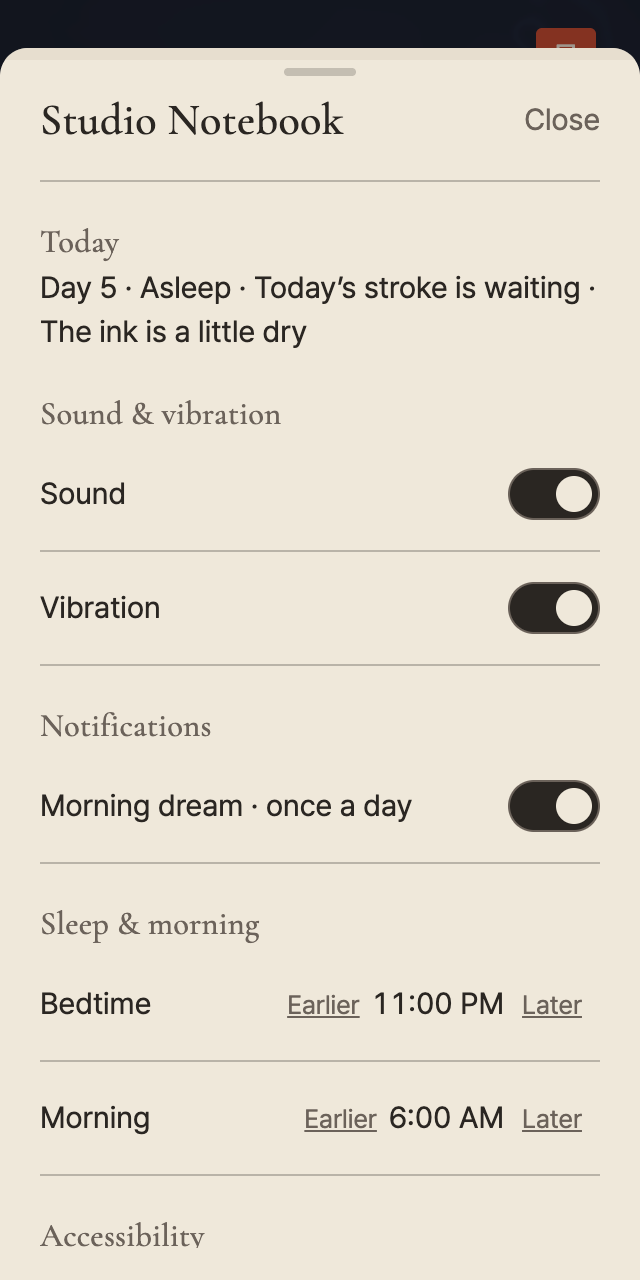 Studio Notebook
Close
Today
Day 5 · Asleep · Today’s stroke is waiting ·
The ink is a little dry
Sound & vibration
Sound
Vibration
Notifications
Morning dream · once a day
Sleep & morning
Bedtime
Earlier 11:00 PM Later
Morning
Earlier 6:00 AM Later
Accessibility